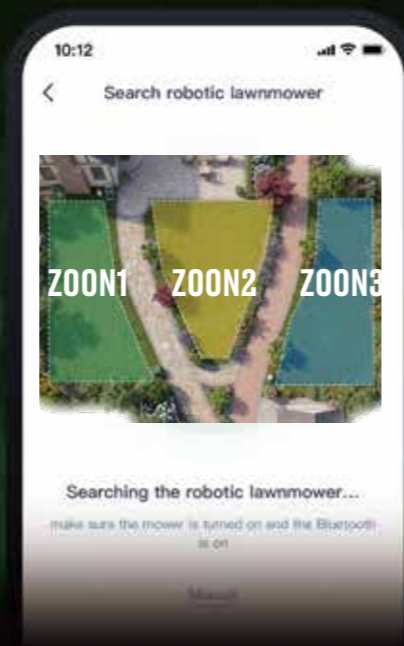 10:12
Search robotic lawnmower
ZOON1 ZOON2 ZOON3
Searching the robotic lawnmower...
make sure the mower is turned on and the Bluetooth
is on